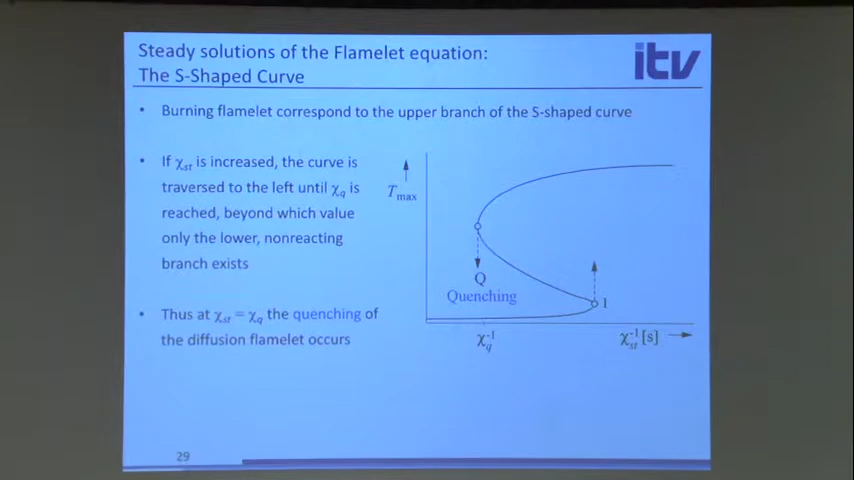 Steady solutions of the Flamelet equation:
The S-Shaped Curve
itv
• Burning flamelet correspond to the upper branch of the S-shaped curve
• If χst is increased, the curve is
traversed to the left until χq is
reached, beyond which value
only the lower, nonreacting
branch exists
• Thus at χst = χq the quenching of
the diffusion flamelet occurs
Tmax
Q
Quenching
I
χq^-1
χst^-1 [s]
29